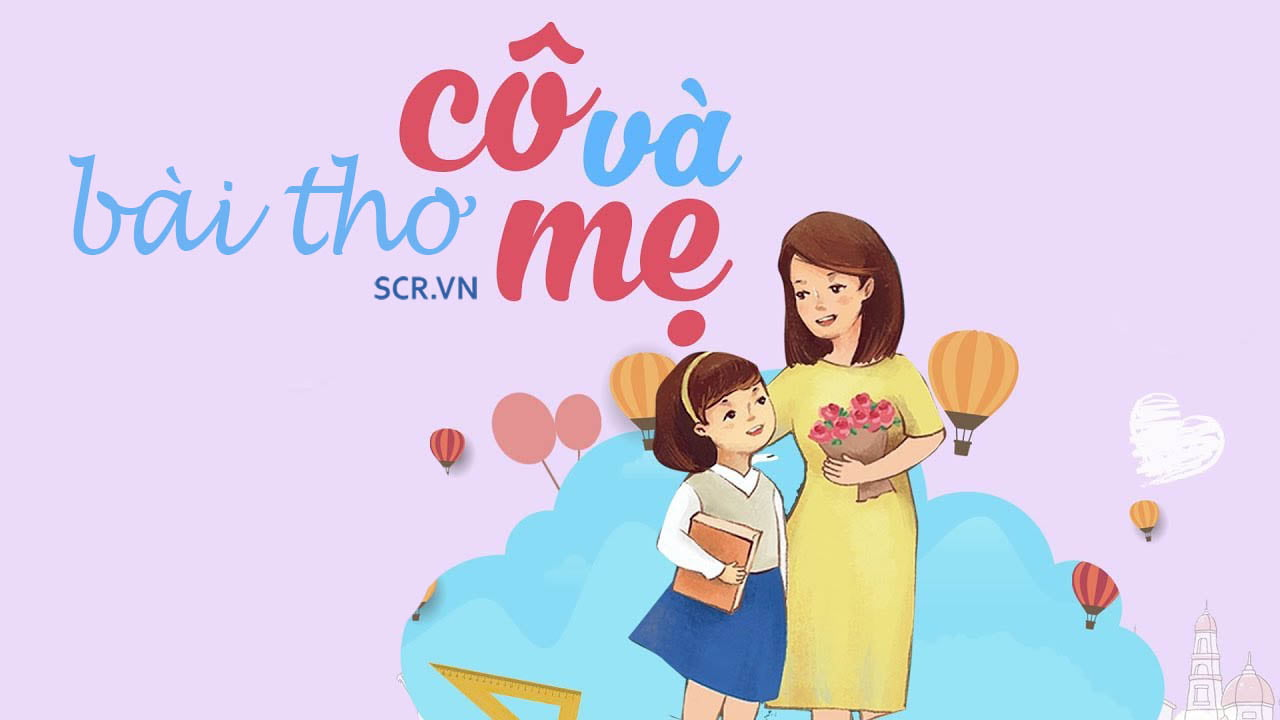 bài thơ
cô và
mẹ
SCR.VN